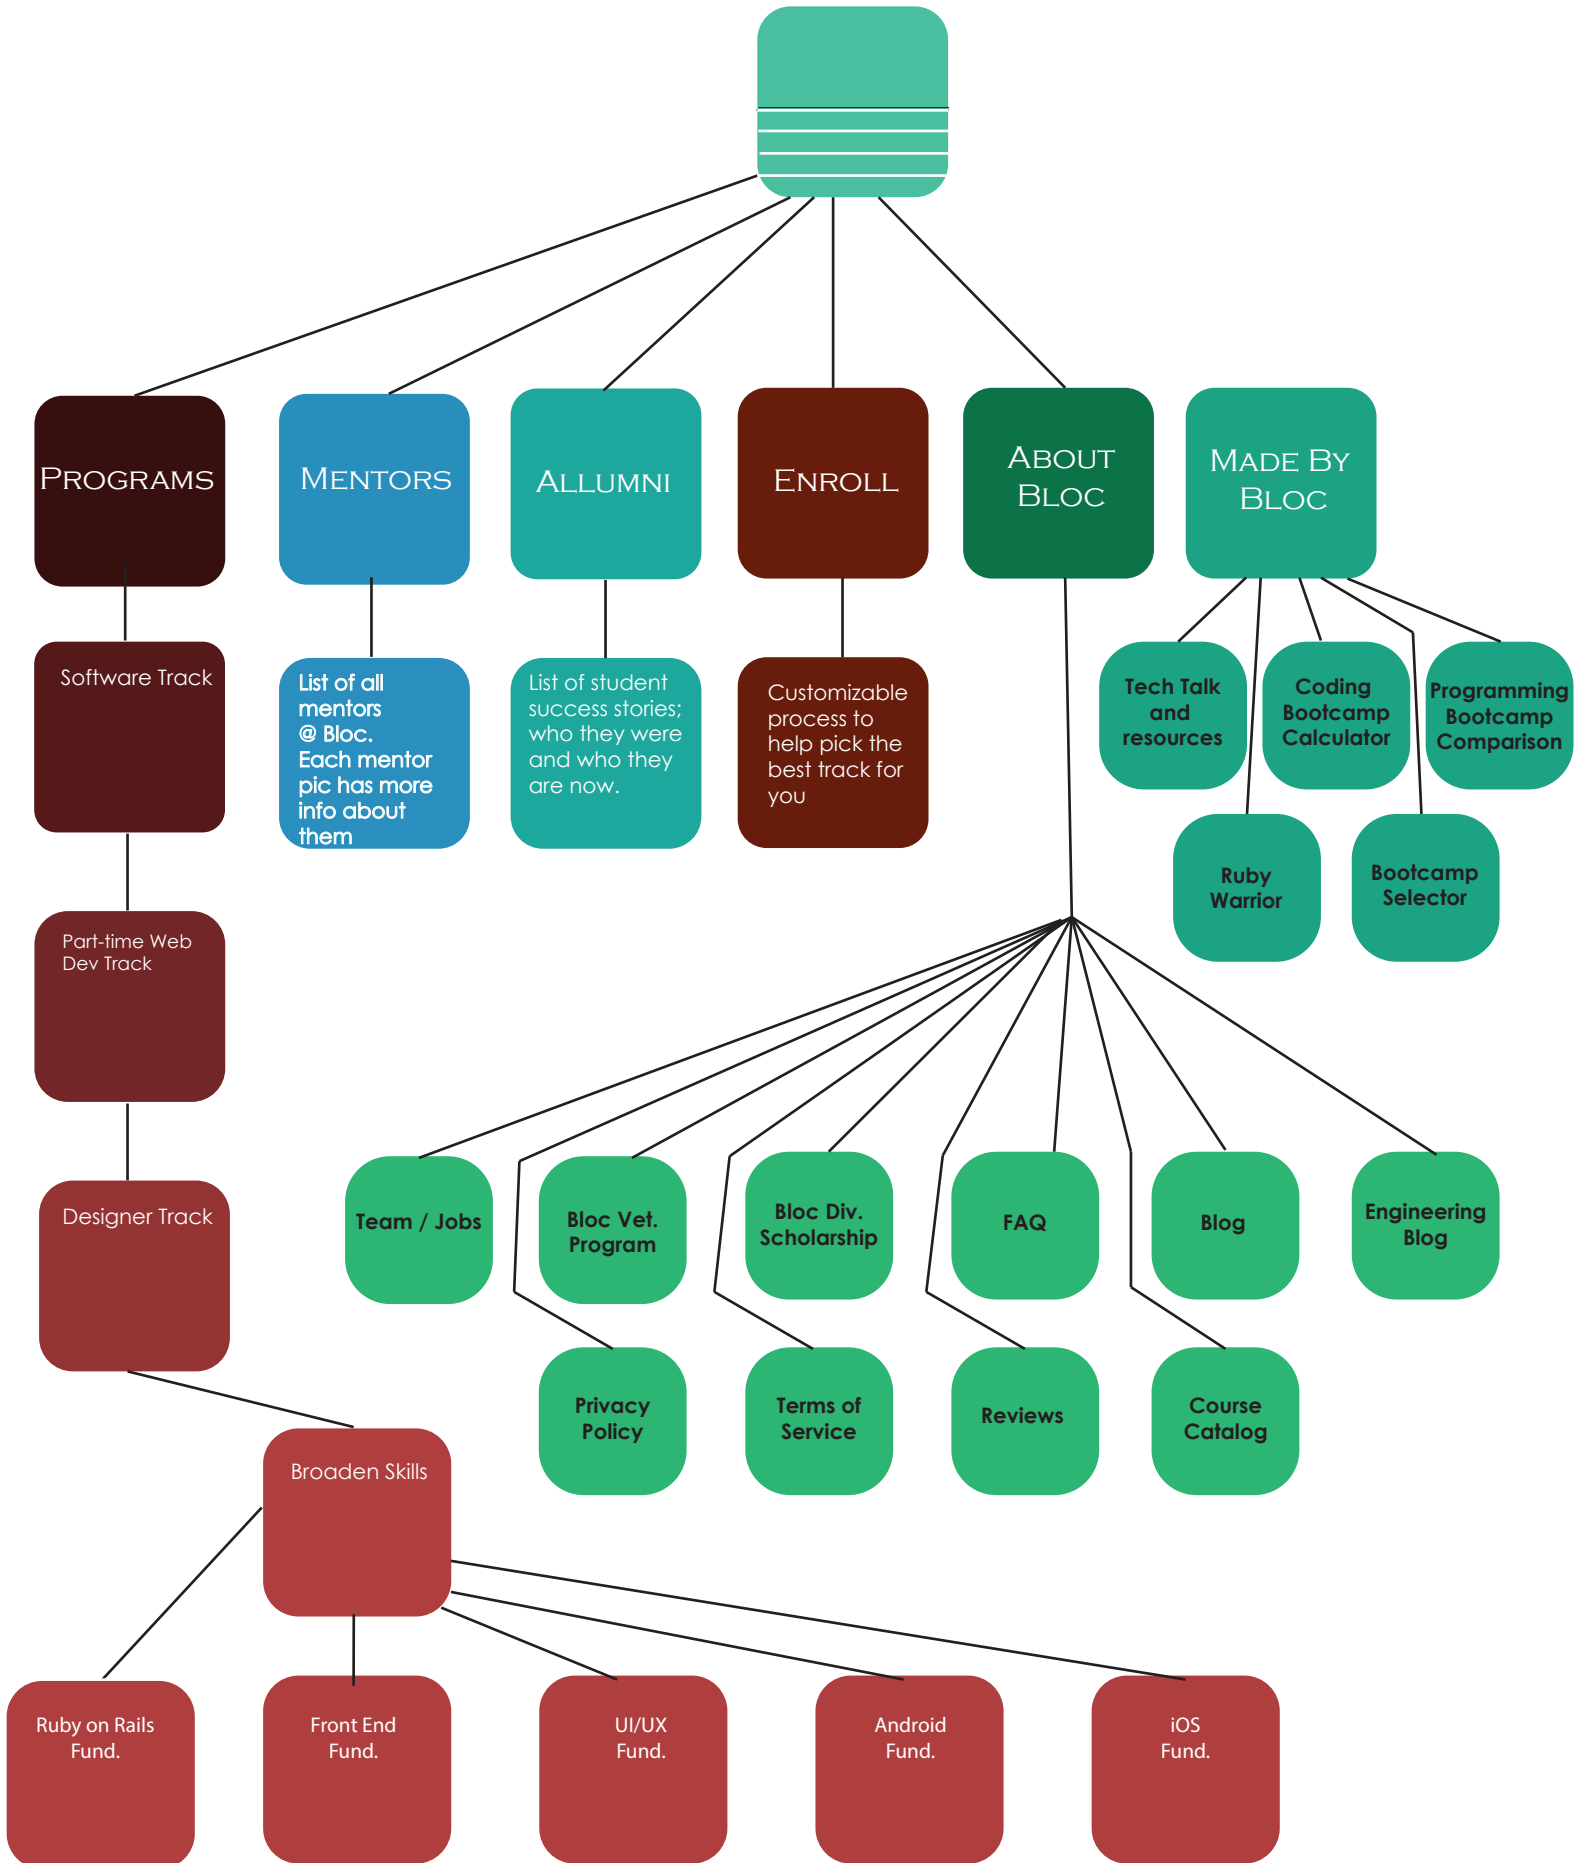 PROGRAMS
MENTORS
ALLUMNI
ENROLL
ABOUT
BLOC
MADE BY
BLOC
Software Track
List of all
mentors
@ Bloc.
Each mentor
pic has more
info about
them
List of student
success stories;
who they were
and who they
are now.
Customizable
process to
help pick the
best track for
you
Tech Talk
and
resources
Coding
Bootcamp
Calculator
Programming
Bootcamp
Comparison
Ruby
Warrior
Bootcamp
Selector
Part-time Web
Dev Track
Designer Track
Team / Jobs
Bloc Vet.
Program
Bloc Div.
Scholarship
FAQ
Blog
Engineering
Blog
Privacy
Policy
Terms of
Service
Reviews
Course
Catalog
Broaden Skills
Ruby on Rails
Fund.
Front End
Fund.
UI/UX
Fund.
Android
Fund.
iOS
Fund.